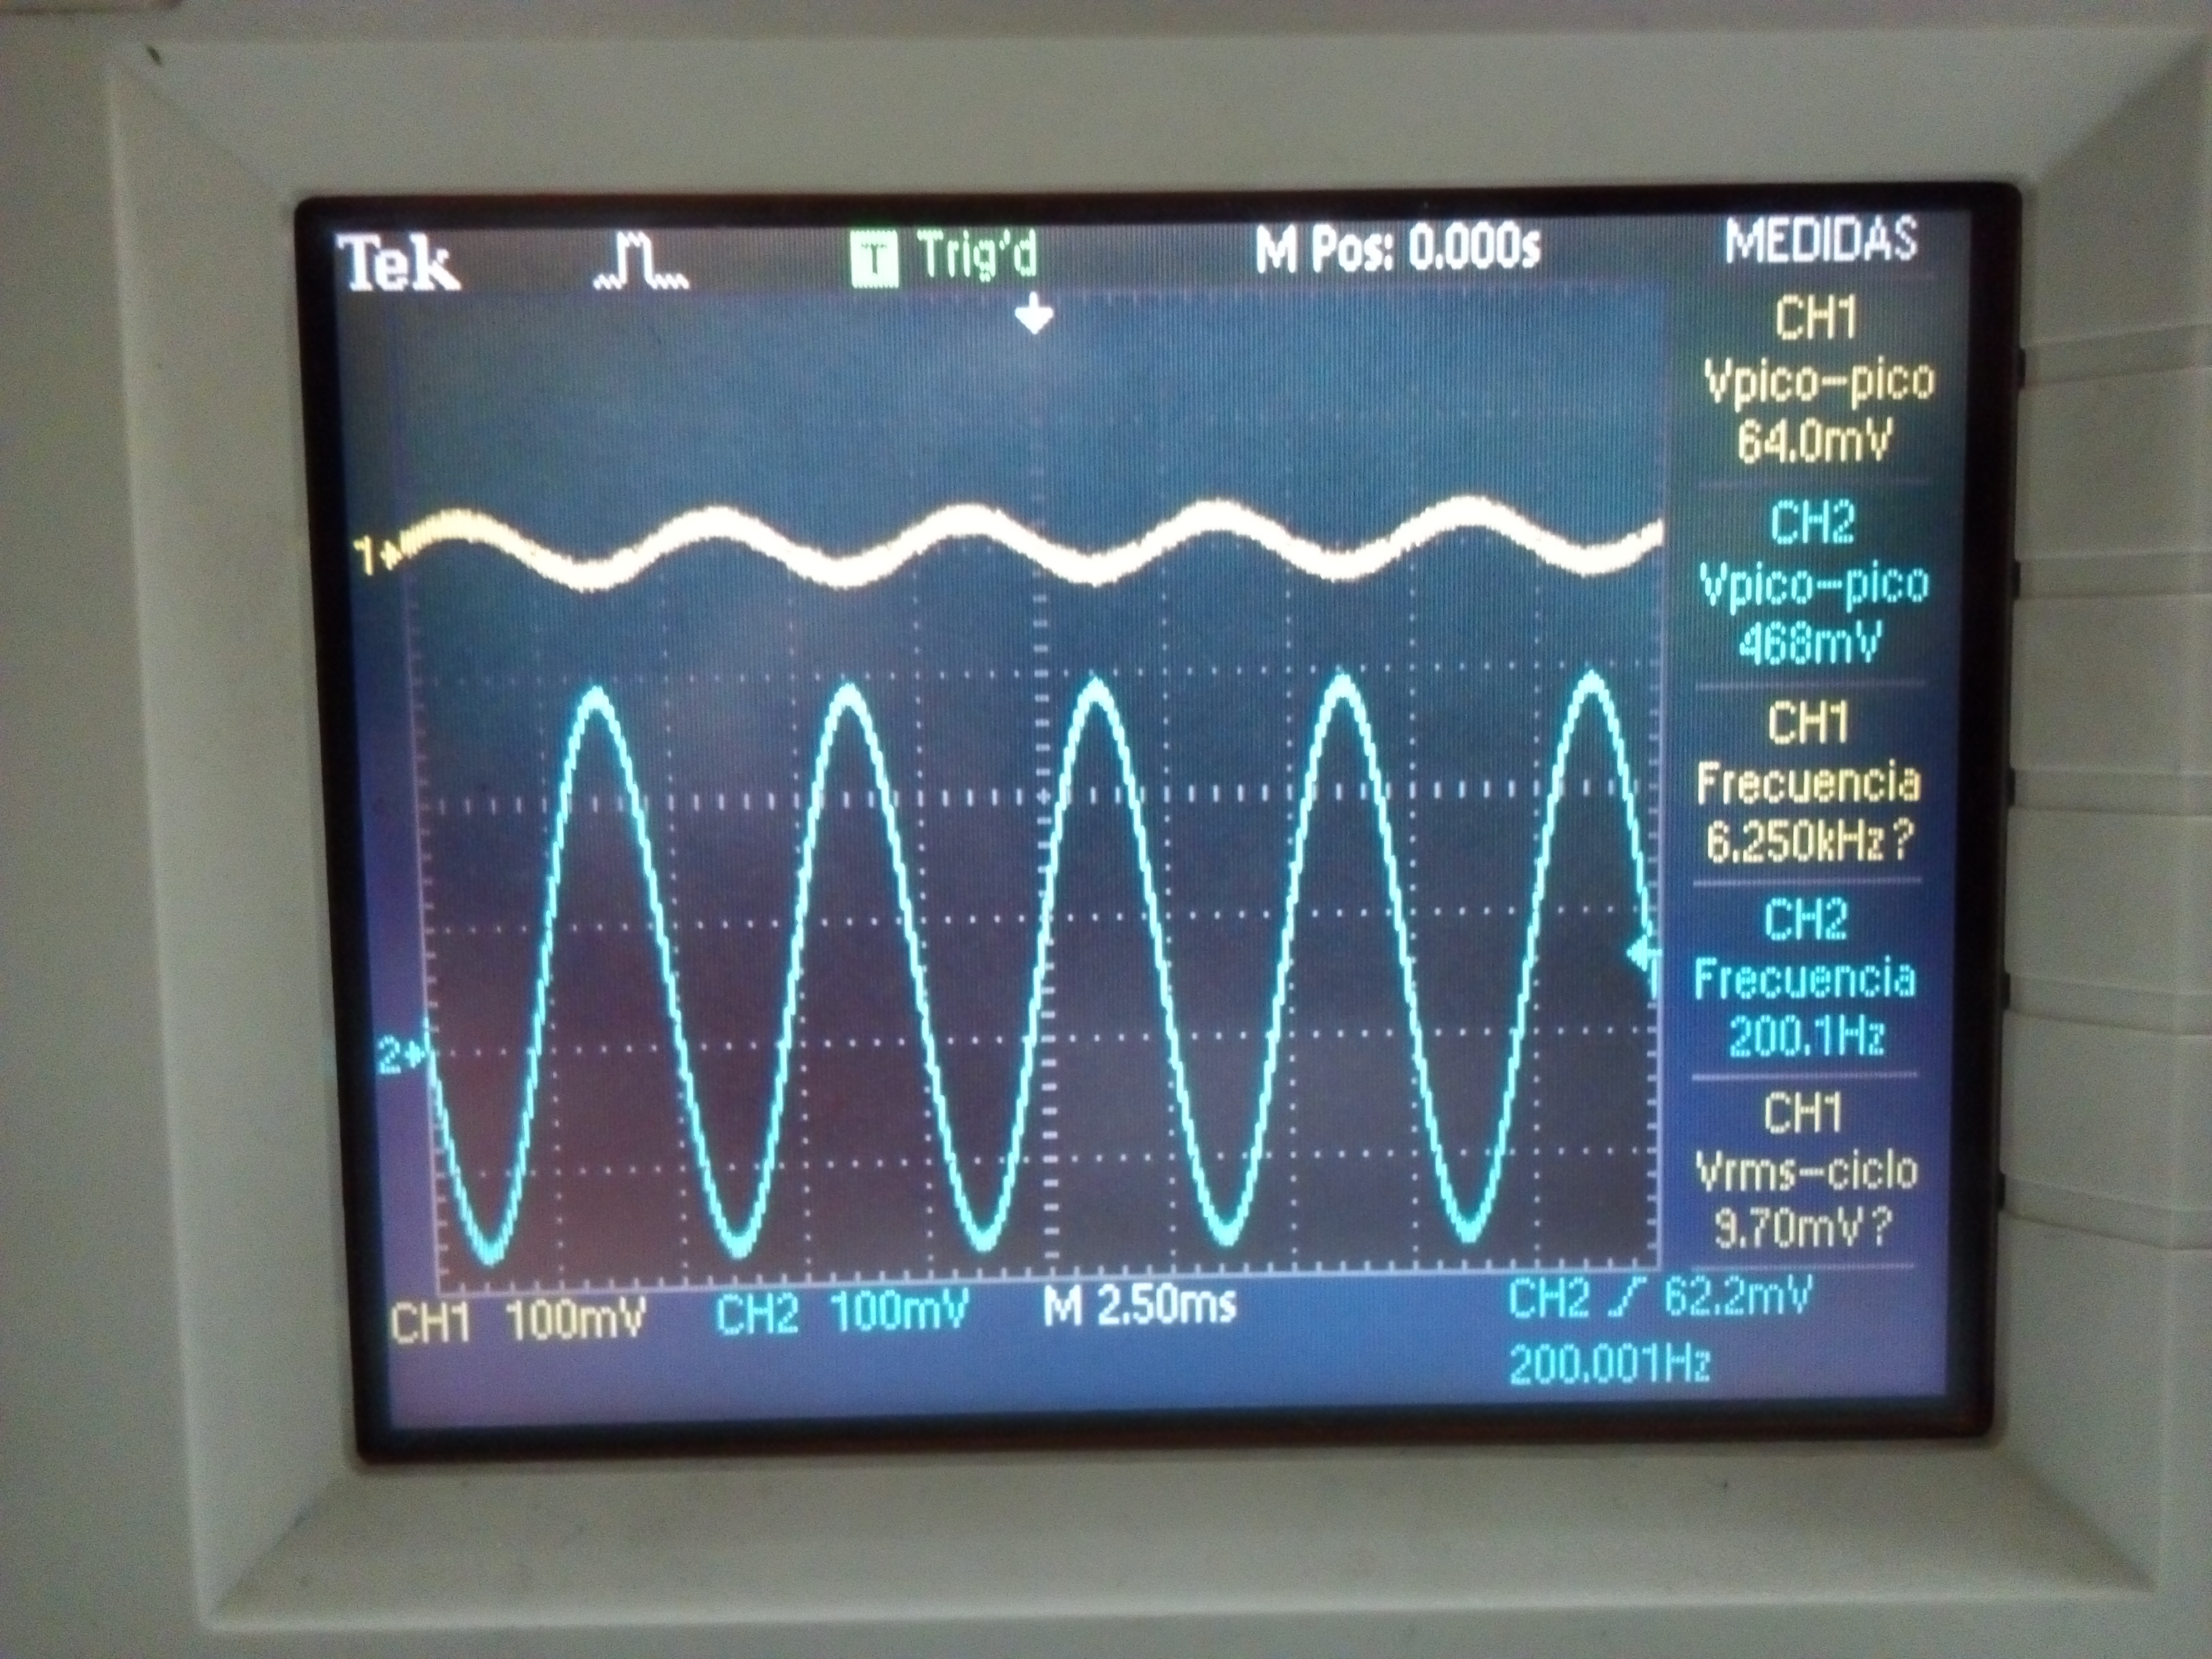 Tek T Trig'd M Pos: 0.000s MEDIDAS
CH1
Vpico-pico
64.0mV
CH2
Vpico-pico
468mV
CH1
Frecuencia
6.250kHz?
CH2
Frecuencia
200.1Hz
CH1
Vrms-ciclo
9.70mV?
1
2
CH1 100mV CH2 100mV M 2.50ms CH2 62.2mV
200.001Hz